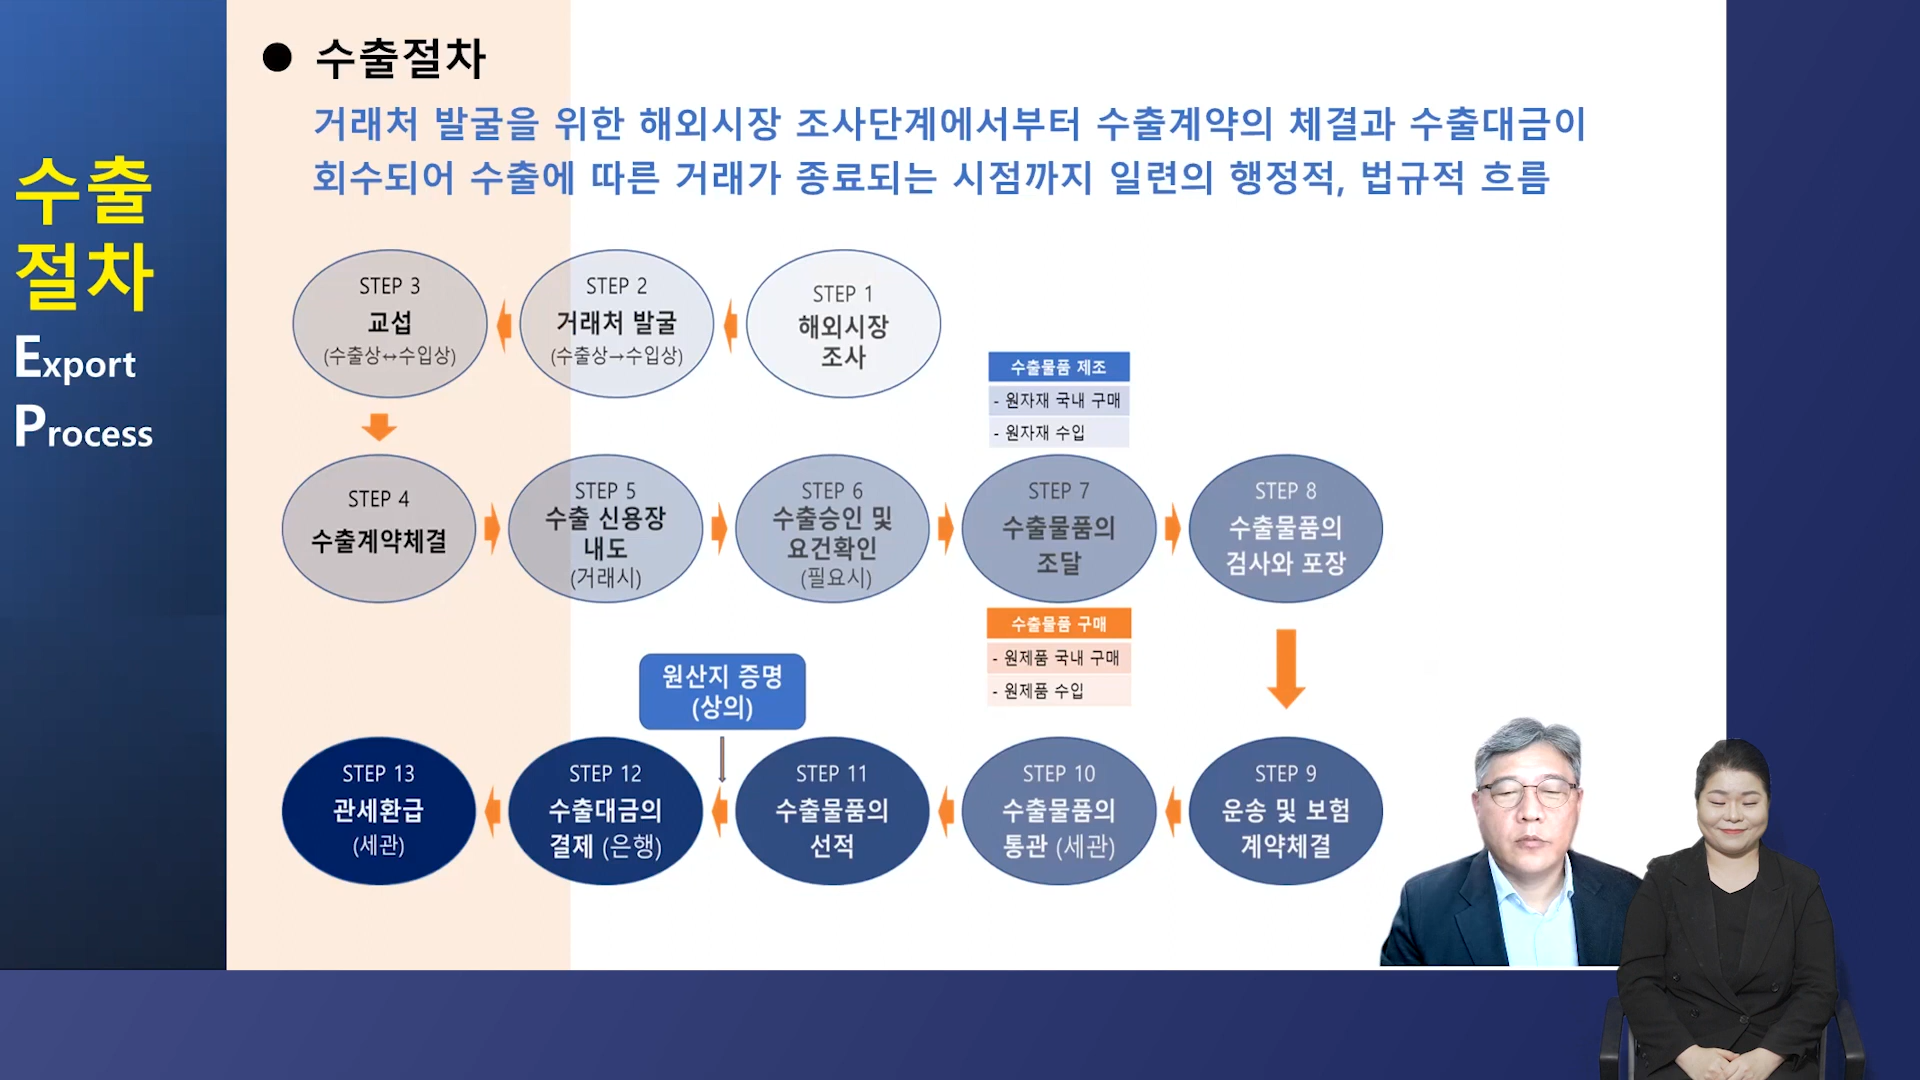 수출
절차
Export
Process
● 수출절차
거래처 발굴을 위한 해외시장 조사단계에서부터 수출계약의 체결과 수출대금이
회수되어 수출에 따른 거래가 종료되는 시점까지 일련의 행정적, 법규적 흐름
STEP 1
해외시장
조사
STEP 2
거래처 발굴
(수출상→수입상)
STEP 3
교섭
(수출상↔수입상)
STEP 4
수출계약체결
STEP 5
수출 신용장
내도
(거래시)
STEP 6
수출승인 및
요건확인
(필요시)
수출물품 제조
- 원자재 국내 구매
- 원자재 수입
STEP 7
수출물품의
조달
수출물품 구매
- 원제품 국내 구매
- 원제품 수입
STEP 8
수출물품의
검사와 포장
STEP 9
운송 및 보험
계약체결
STEP 10
수출물품의
통관 (세관)
STEP 11
수출물품의
선적
원산지 증명
(상의)
STEP 12
수출대금의
결제 (은행)
STEP 13
관세환급
(세관)